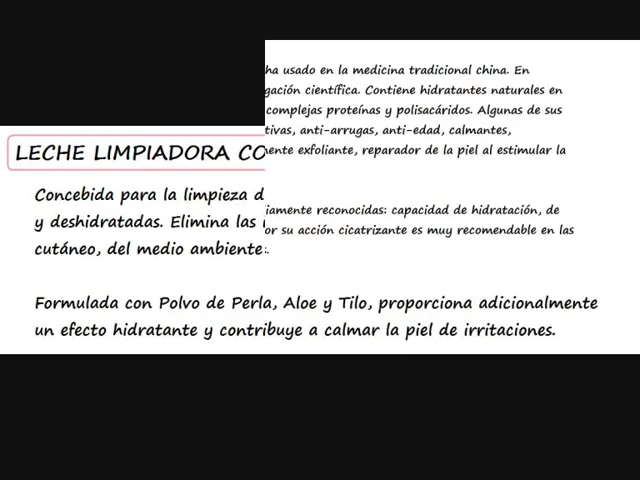 ha usado en la medicina tradicional china. En
gación científica. Contiene hidratantes naturales en
complejas proteínas y polisacáridos. Algunas de sus
tivas, anti-arrugas, anti-edad, calmantes,
ente exfoliante, reparador de la piel al estimular la
iamente reconocidas: capacidad de hidratación, de
or su acción cicatrizante es muy recomendable en las
LECHE LIMPIADORA CO
Concebida para la limpieza d
y deshidratadas. Elimina las
cutáneo, del medio ambiente
Formulada con Polvo de Perla, Aloe y Tilo, proporciona adicionalmente
un efecto hidratante y contribuye a calmar la piel de irritaciones.